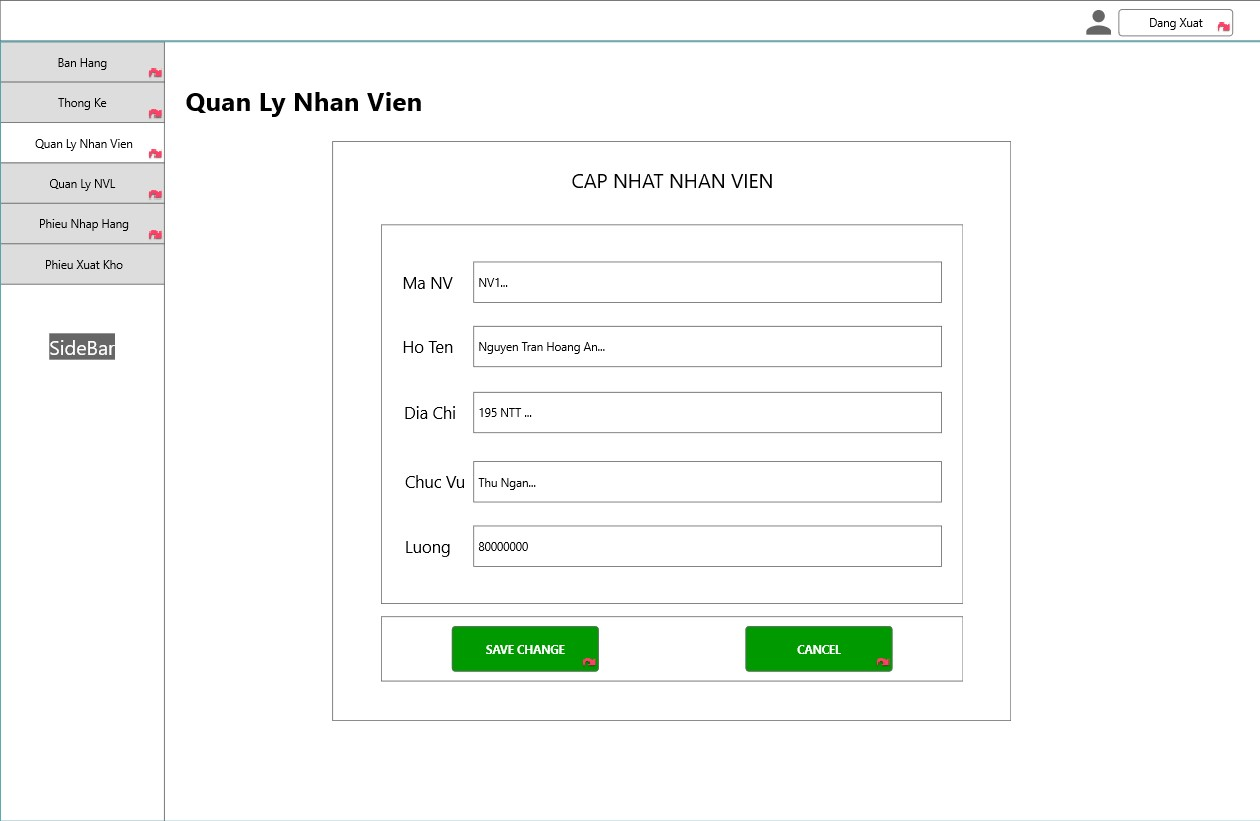 Dang Xuat
Ban Hang
Thong Ke
Quan Ly Nhan Vien
Quan Ly NVL
Phieu Nhap Hang
Phieu Xuat Kho
SideBar
Quan Ly Nhan Vien
CAP NHAT NHAN VIEN
Ma NV NV1...
Ho Ten Nguyen Tran Hoang An...
Dia Chi 195 NTT ...
Chuc Vu Thu Ngan...
Luong 80000000
SAVE CHANGE CANCEL